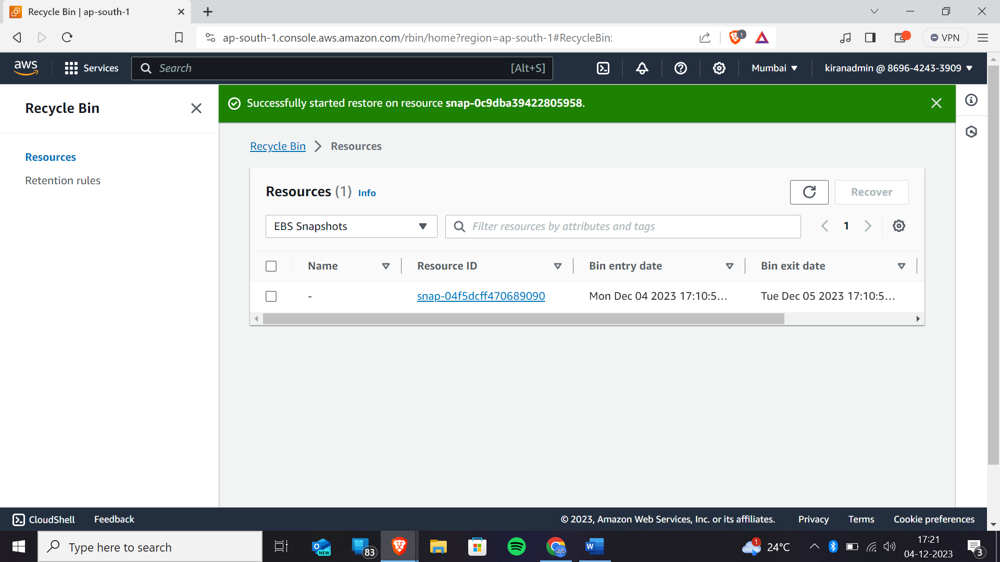 Recycle Bin | ap-south-1
ap-south-1.console.aws.amazon.com/rbin/home?region=ap-south-1#RecycleBin:
1
VPN
aws
Services
Search
[Alt+S]
Mumbai
kiranadmin @ 8696-4243-3909
Recycle Bin
Successfully started restore on resource snap-0c9dba39422805958.
Recycle Bin
Resources
Resources
Retention rules
Resources (1) Info
Recover
EBS Snapshots
Filter resources by attributes and tags
1
Name
Resource ID
Bin entry date
Bin exit date
-
snap-04f5dcff470689090
Mon Dec 04 2023 17:10:5...
Tue Dec 05 2023 17:10:5...
CloudShell
Feedback
© 2023, Amazon Web Services, Inc. or its affiliates.
Privacy
Terms
Cookie preferences
Type here to search
O
NEW
83
W
1
24°C
17:21
04-12-2023
3